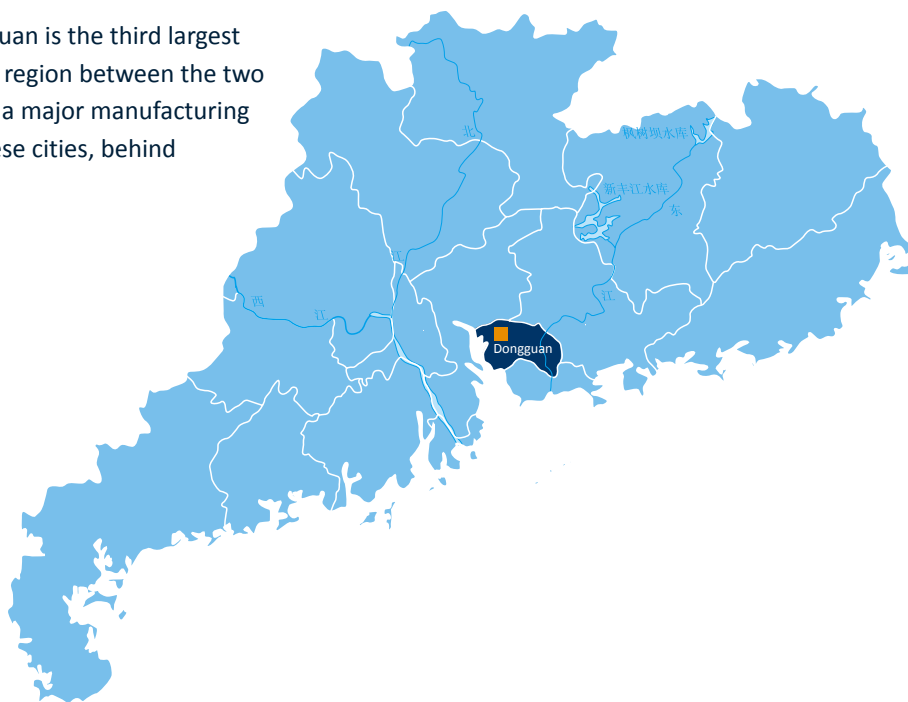 uan is the third largest
region between the two
a major manufacturing
ese cities, behind
北
枫树坝水库
新丰江水库
东
江
西
江
江
Dongguan